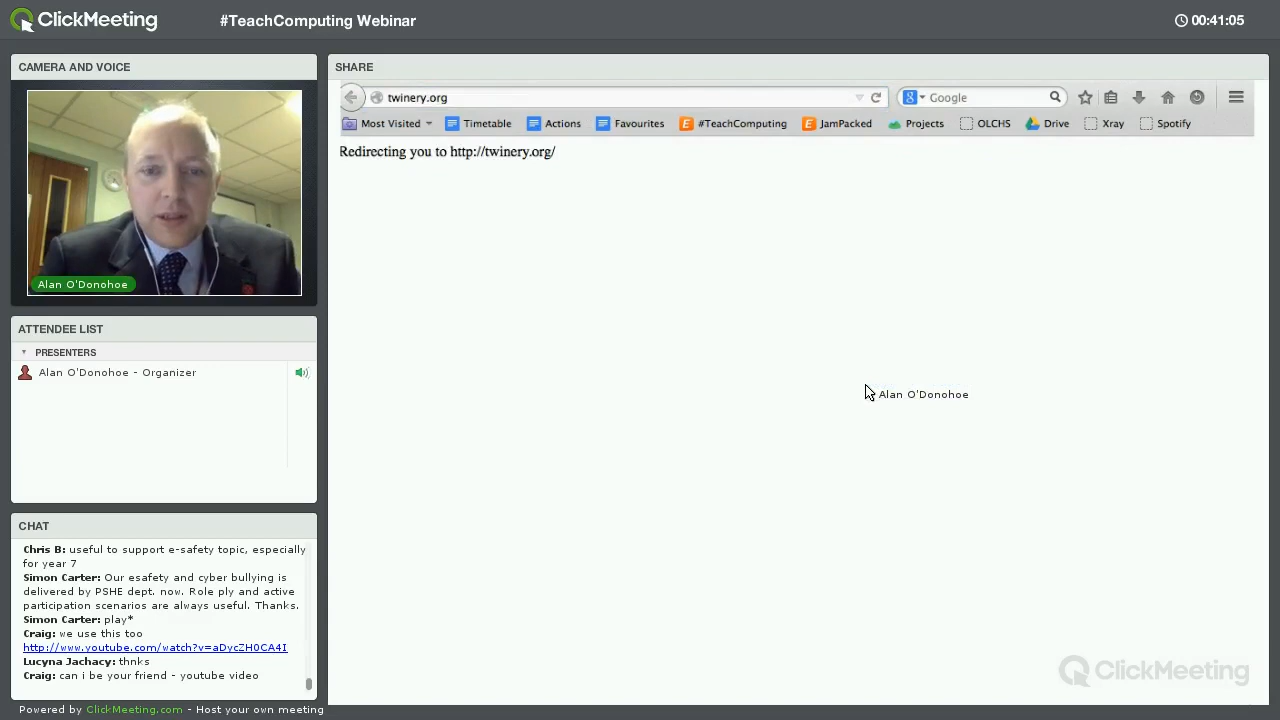 ClickMeeting
#TeachComputing Webinar
00:41:05
CAMERA AND VOICE
Alan O'Donohoe
ATTENDEE LIST
PRESENTERS
Alan O'Donohoe - Organizer
CHAT
Chris B: useful to support e-safety topic, especially
for year 7
Simon Carter: Our esafety and cyber bullying is
delivered by PSHE dept. now. Role ply and active
participation scenarios are always useful. Thanks.
Simon Carter: play*
Craig: we use this too
http://www.youtube.com/watch?v=aDycZH0CA4I
Lucyna Jachacy: thnks
Craig: can i be your friend - youtube video
SHARE
twinery.org
Google
Most Visited Timetable Actions Favourites #TeachComputing JamPacked Projects OLCHS Drive Xray Spotify
Redirecting you to http://twinery.org/
Alan O'Donohoe
ClickMeeting
Powered by ClickMeeting.com - Host your own meeting